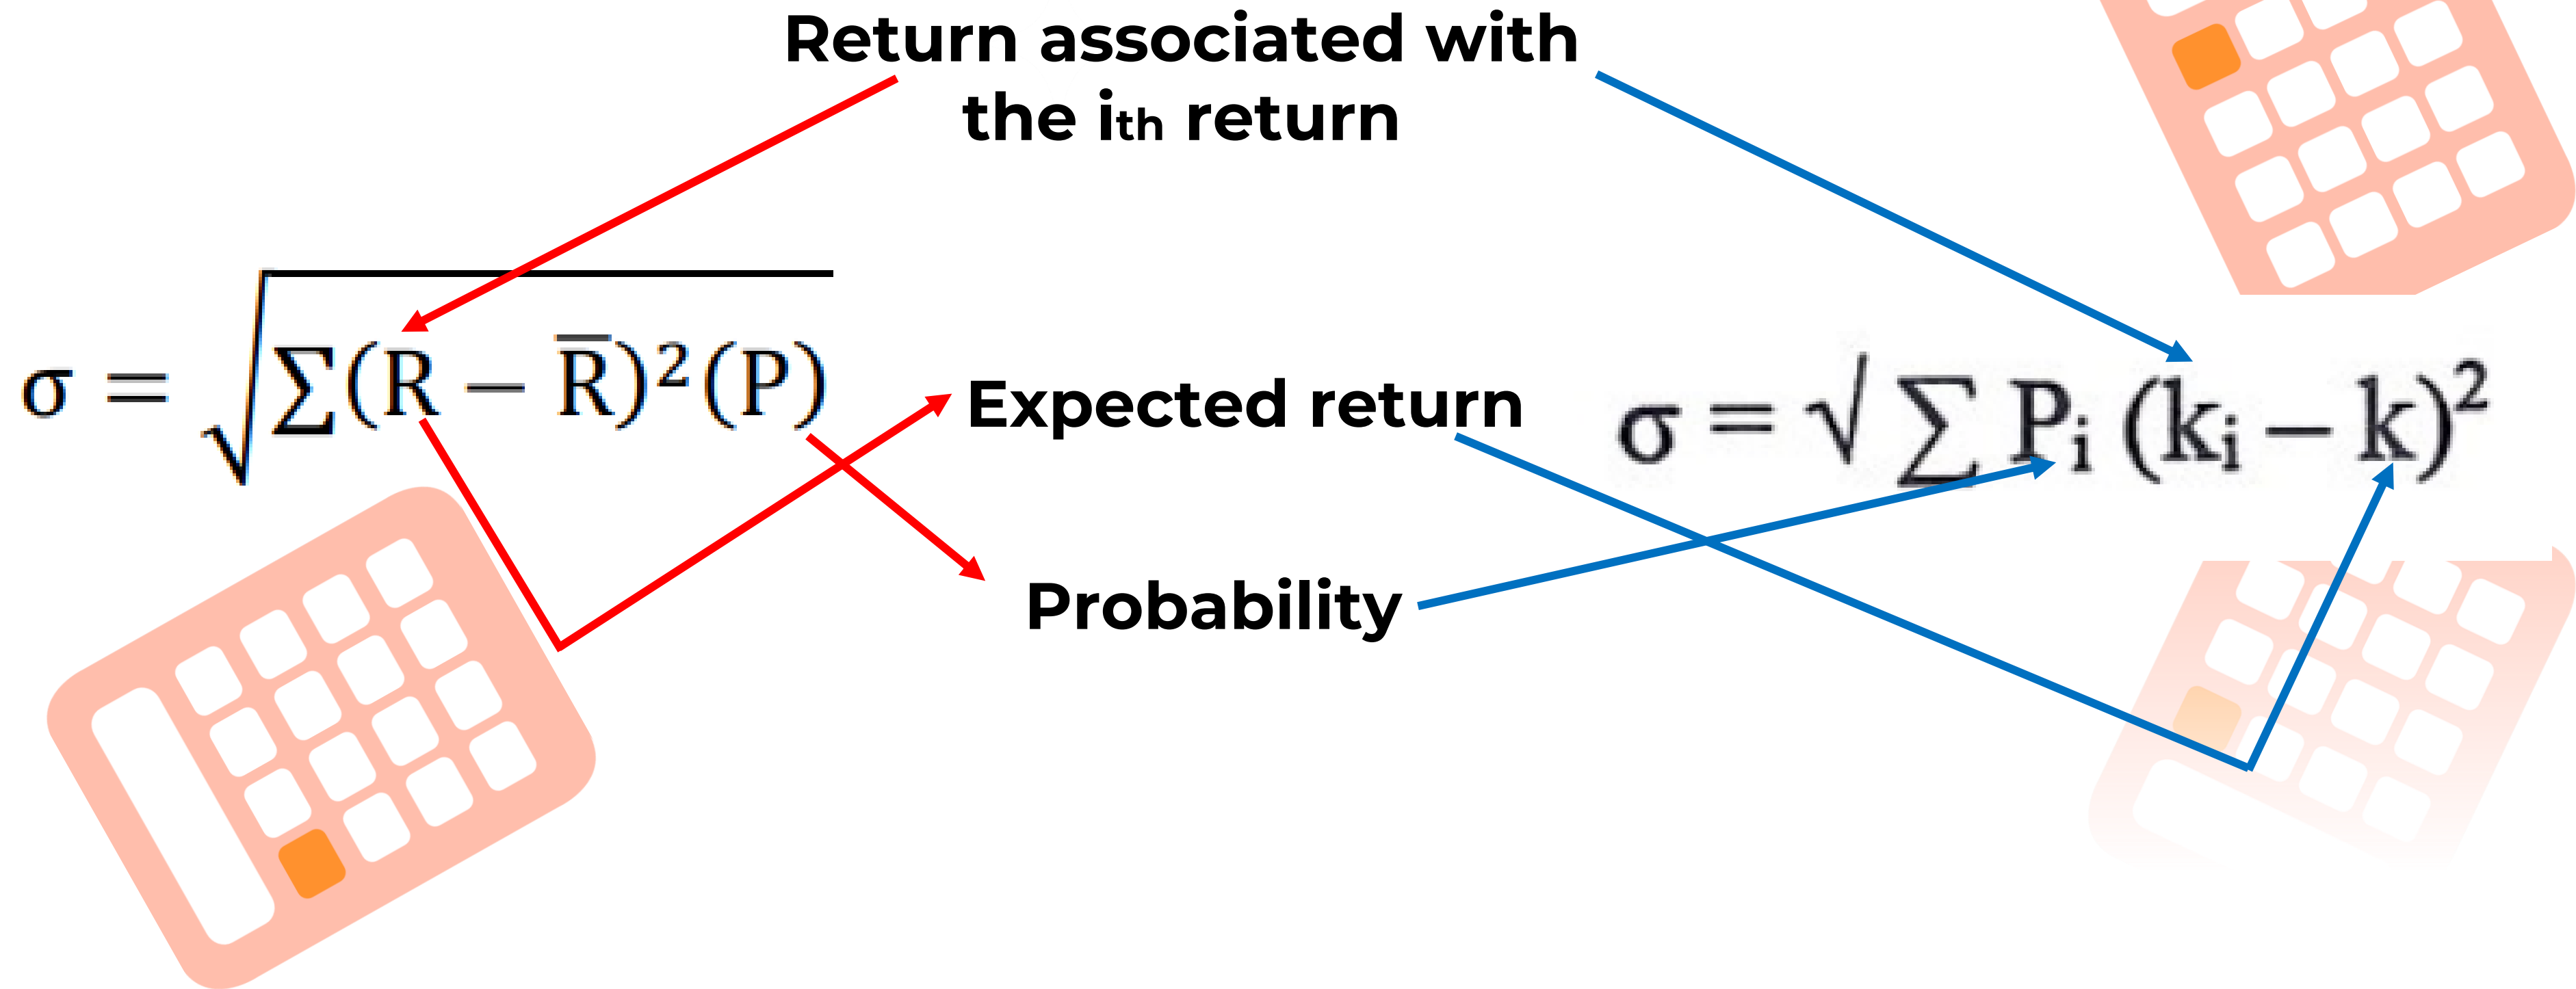 Return associated with
the ith return
σ = √∑(R − R̅)²(P)
Expected return
σ = √ ∑ Pᵢ (kᵢ − k)²
Probability